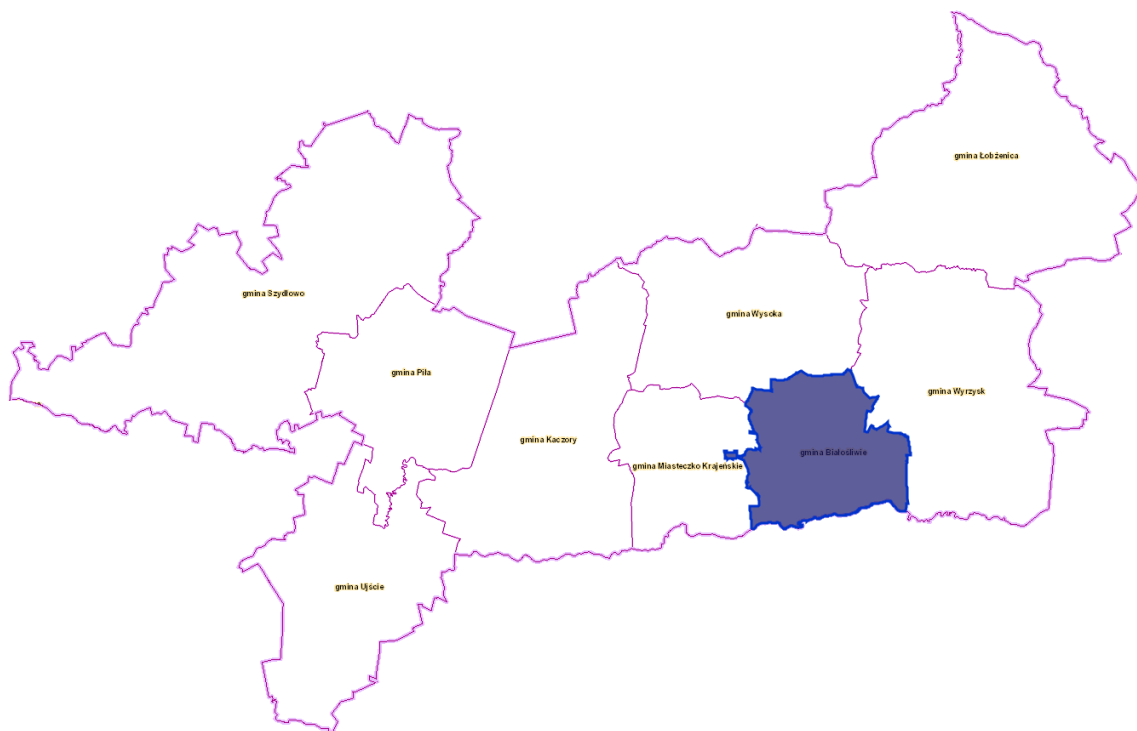 gmina Łobżenica
gmina Szydłowo
gmina Wysoka
gmina Piła
gmina Wyrzysk
gmina Kaczory
gmina Białośliwie
gmina Miasteczko Krajeńskie
gmina Ujście